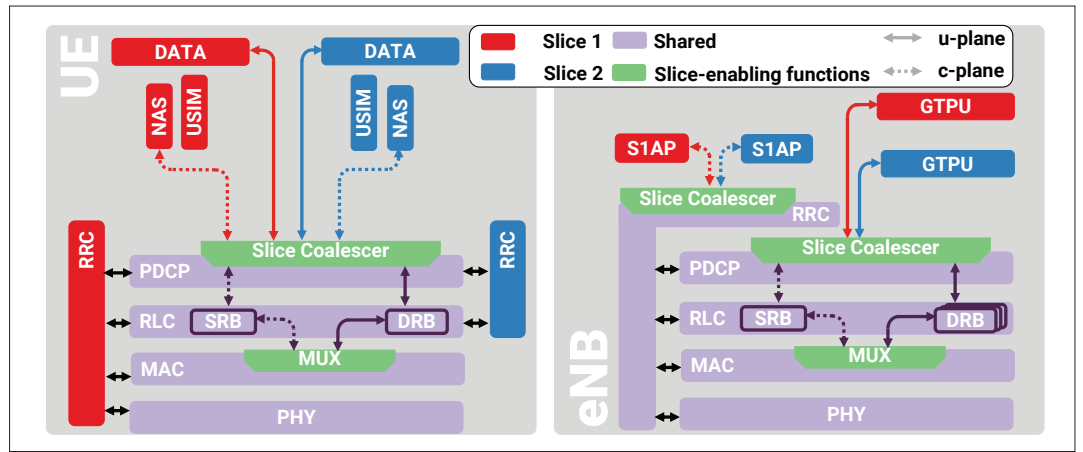 UE
DATA
DATA
NAS
USIM
USIM
NAS
RRC
Slice Coalescer
RRC
PDCP
RLC
SRB
DRB
MUX
MAC
PHY
Slice 1
Shared
u-plane
Slice 2
Slice-enabling functions
c-plane
eNB
GTPU
S1AP
S1AP
GTPU
Slice Coalescer
RRC
Slice Coalescer
PDCP
RLC
SRB
DRB
MUX
MAC
PHY